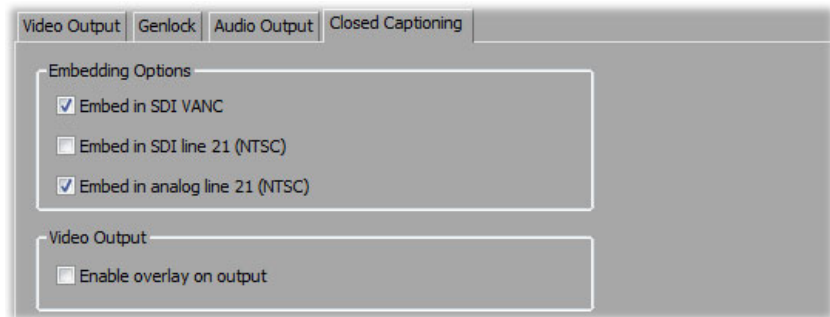 Video Output Genlock Audio Output Closed Captioning
Embedding Options
Embed in SDI VANC
Embed in SDI line 21 (NTSC)
Embed in analog line 21 (NTSC)
Video Output
Enable overlay on output